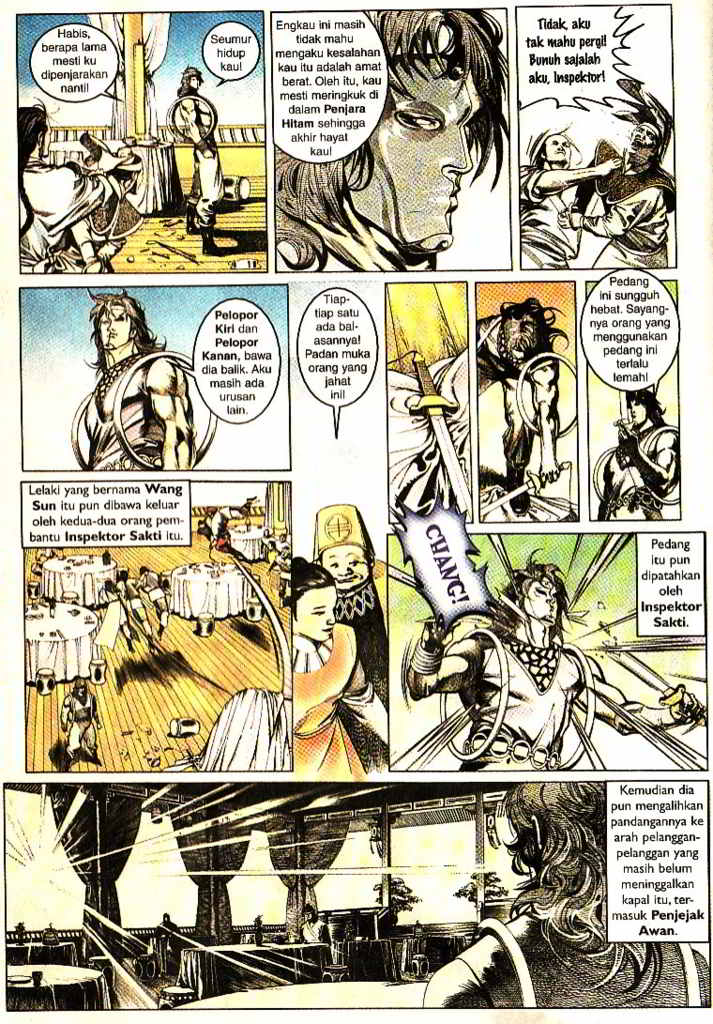 Habis,
berapa lama
mesti ku
dipenjarakan
nanti!
Seumur
hidup
kau!
Engkau ini masih
tidak mahu
mengaku kesalahan
kau itu adalah amat
berat. Oleh itu, kau
mesti meringkuk di
dalam Penjara
Hitam sehingga
akhir hayat
kau!
Tidak, aku
tak mahu pergi!
Bunuh sajalah
aku, Inspektor!
Pelopor
Kiri dan
Pelopor
Kanan, bawa
dia balik. Aku
masih ada
urusan
lain.
Tiap-
tiap satu
ada bal-
asannya!
Padan muka
orang yang
jahat
ini!
Pedang
ini sungguh
hebat. Sayang-
nya orang yang
menggunakan
pedang ini
terlalu
lemah!
Lelaki yang bernama Wang
Sun itu pun dibawa keluar
oleh kedua-dua orang pem-
bantu Inspektor Sakti itu.
CHANG!
Pedang
itu pun
dipatahkan
oleh
Inspektor
Sakti.
Kemudian dia
pun mengalihkan
pandangannya ke
arah pelanggan-
pelanggan yang
masih belum
meninggalkan
kapal itu, ter-
masuk Penjejak
Awan.